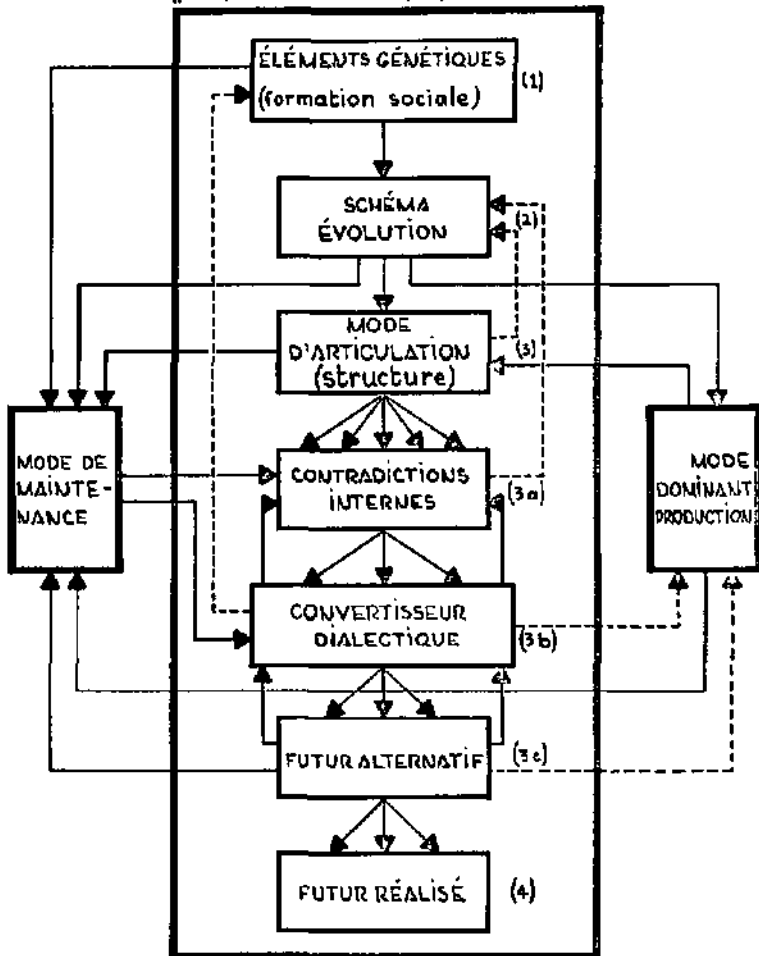 ÉLÉMENTS GÉNÉTIQUES
(formation sociale)
(1)
SCHÉMA
ÉVOLUTION
(2)
MODE
D'ARTICULATION
(structure)
(3)
MODE DE
MAINTE-
NANCE
CONTRADICTIONS
INTERNES
(3a)
MODE
DOMINANT
PRODUCTION
CONVERTISSEUR
DIALECTIQUE
(3b)
FUTUR ALTERNATIF
(3c)
FUTUR RÉALISÉ
(4)